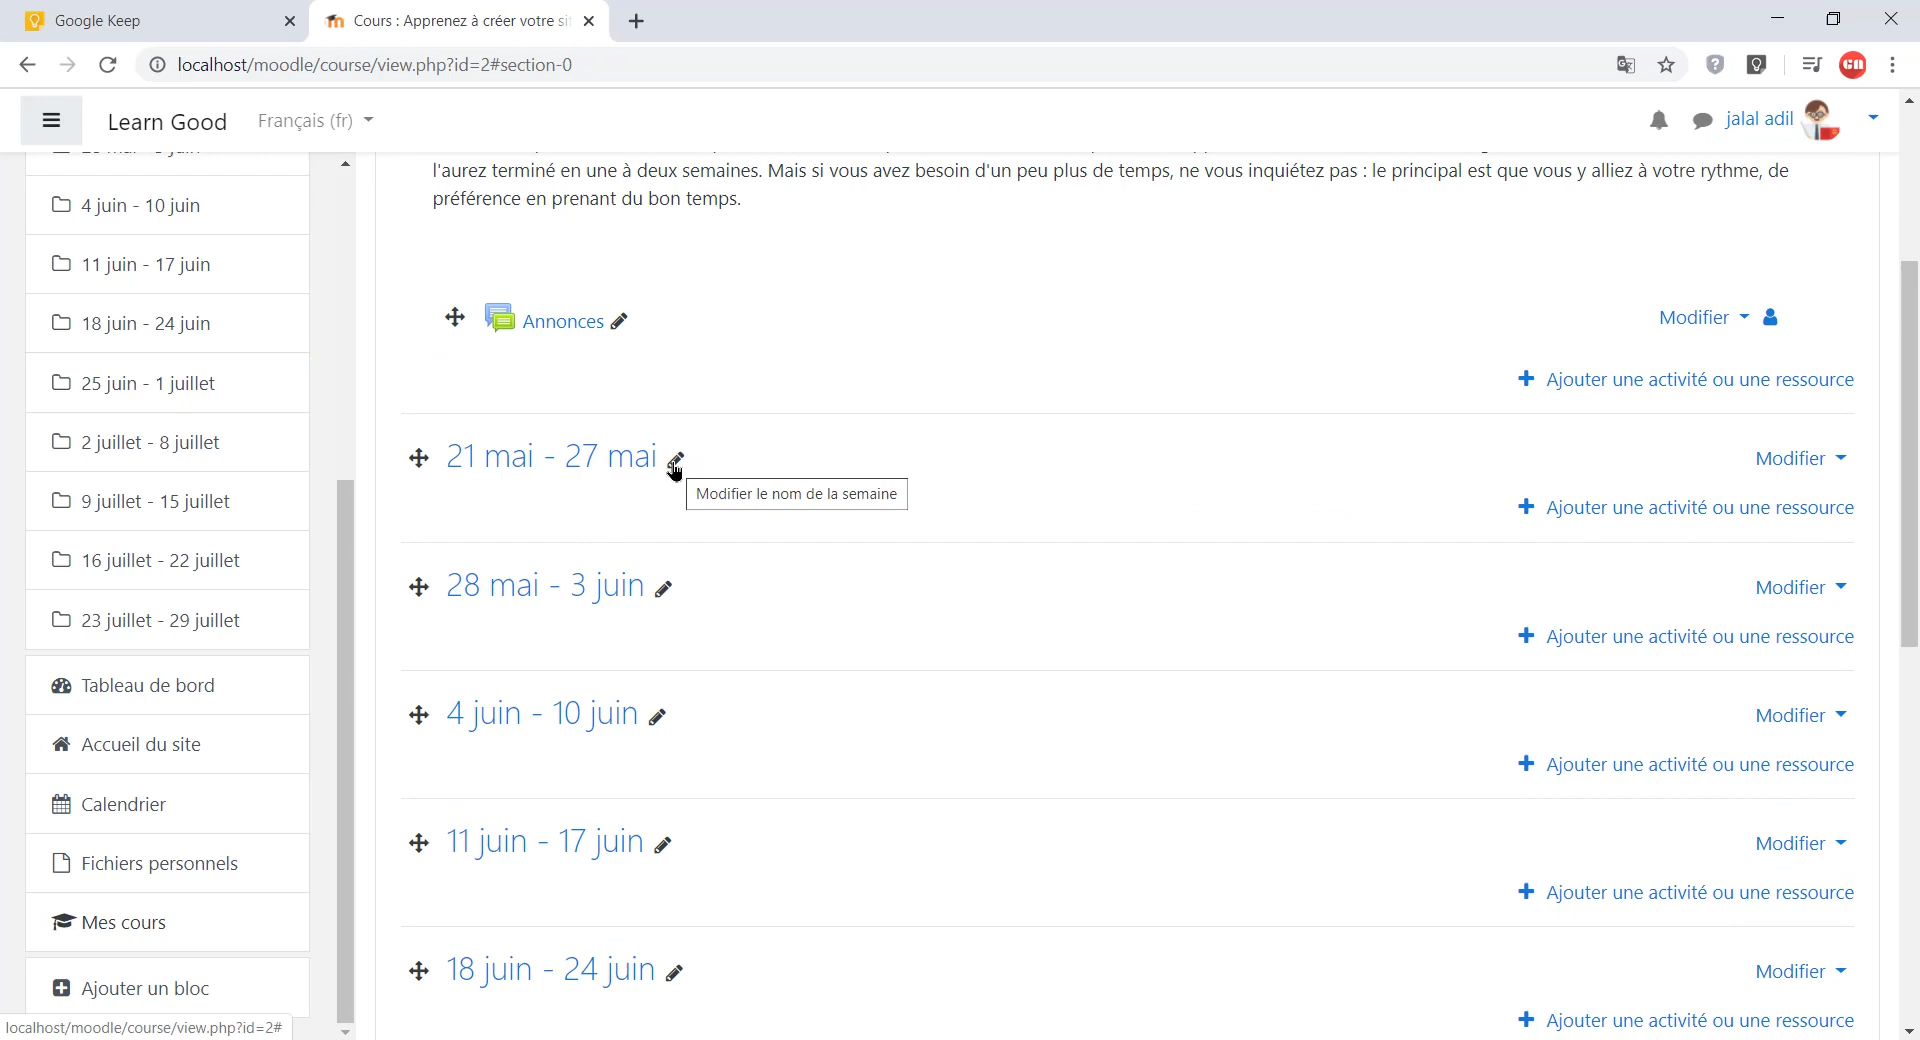 Google Keep
Cours : Apprenez à créer votre si
localhost/moodle/course/view.php?id=2#section-0
Learn Good
Français (fr)
jalal adil
l'aurez terminé en une à deux semaines. Mais si vous avez besoin d'un peu plus de temps, ne vous inquiétez pas : le principal est que vous y alliez à votre rythme, de
préférence en prenant du bon temps.
4 juin - 10 juin
11 juin - 17 juin
18 juin - 24 juin
25 juin - 1 juillet
2 juillet - 8 juillet
9 juillet - 15 juillet
16 juillet - 22 juillet
23 juillet - 29 juillet
Tableau de bord
Accueil du site
Calendrier
Fichiers personnels
Mes cours
Ajouter un bloc
localhost/moodle/course/view.php?id=2#
Annonces
Modifier
Ajouter une activité ou une ressource
21 mai - 27 mai
Modifier
Modifier le nom de la semaine
Ajouter une activité ou une ressource
28 mai - 3 juin
Modifier
Ajouter une activité ou une ressource
4 juin - 10 juin
Modifier
Ajouter une activité ou une ressource
11 juin - 17 juin
Modifier
Ajouter une activité ou une ressource
18 juin - 24 juin
Modifier
Ajouter une activité ou une ressource